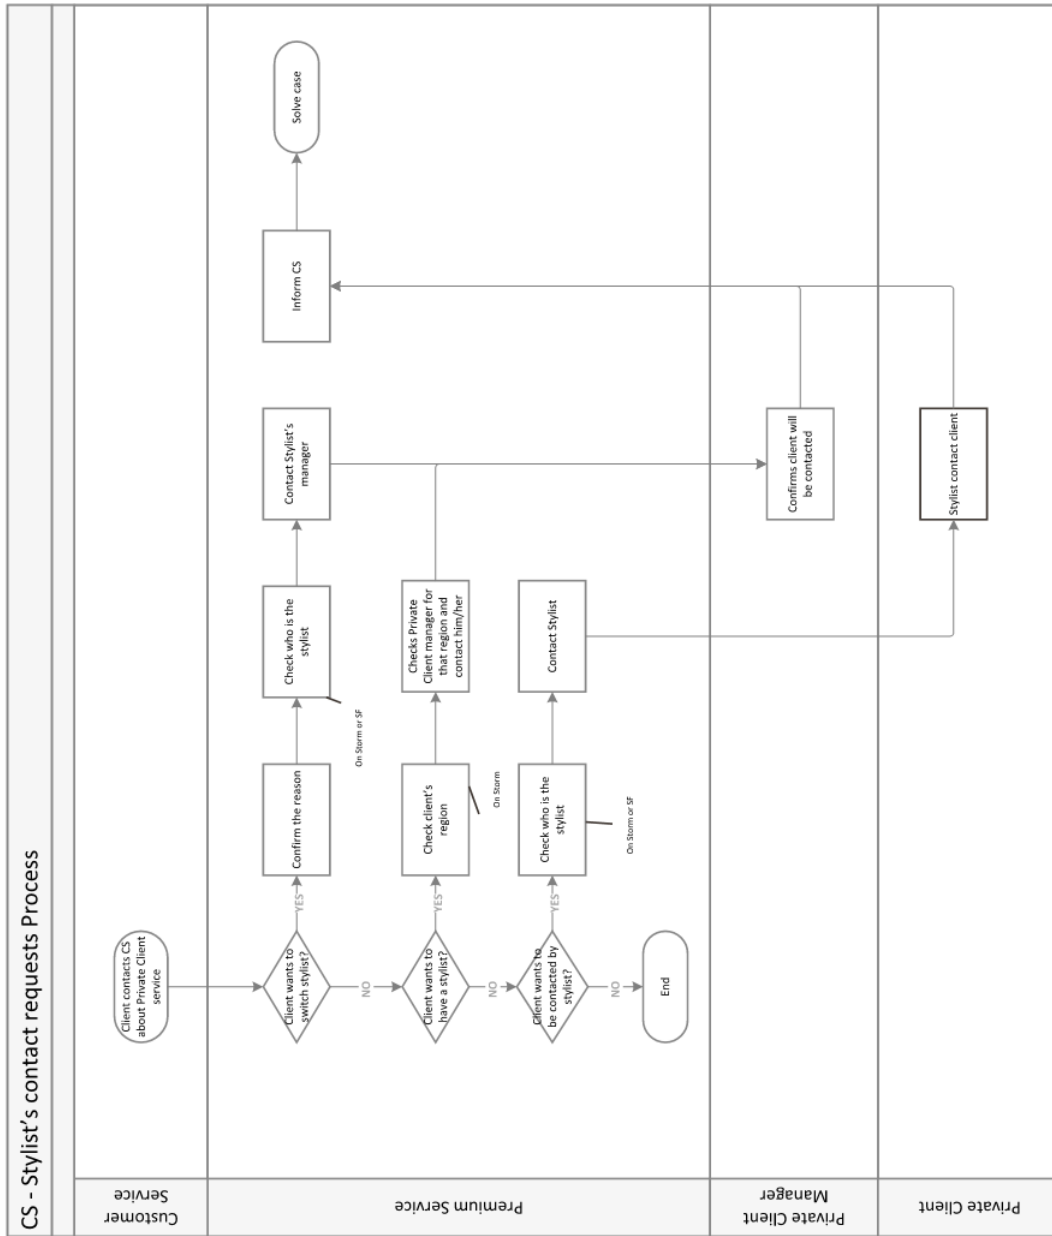 CS - Stylist's contact requests Process
Customer
Service
Premium Service
Private Client
Manager
Private Client
Client contacts CS
about Private Client
service
Client wants to
switch stylist?
YES
Confirm the reason
Check who is the
stylist
On Storm or SF
Contact Stylist's
manager
Inform CS
Solve case
NO
Client wants to
have a stylist?
YES
Check client's
region
On Storm
Checks Private
Client manager for
that region and
contact him/her
NO
Client wants to
be contacted by
stylist?
YES
Check who is the
stylist
On Storm or SF
Contact Stylist
NO
End
Confirms client will
be contacted
Stylist contact client